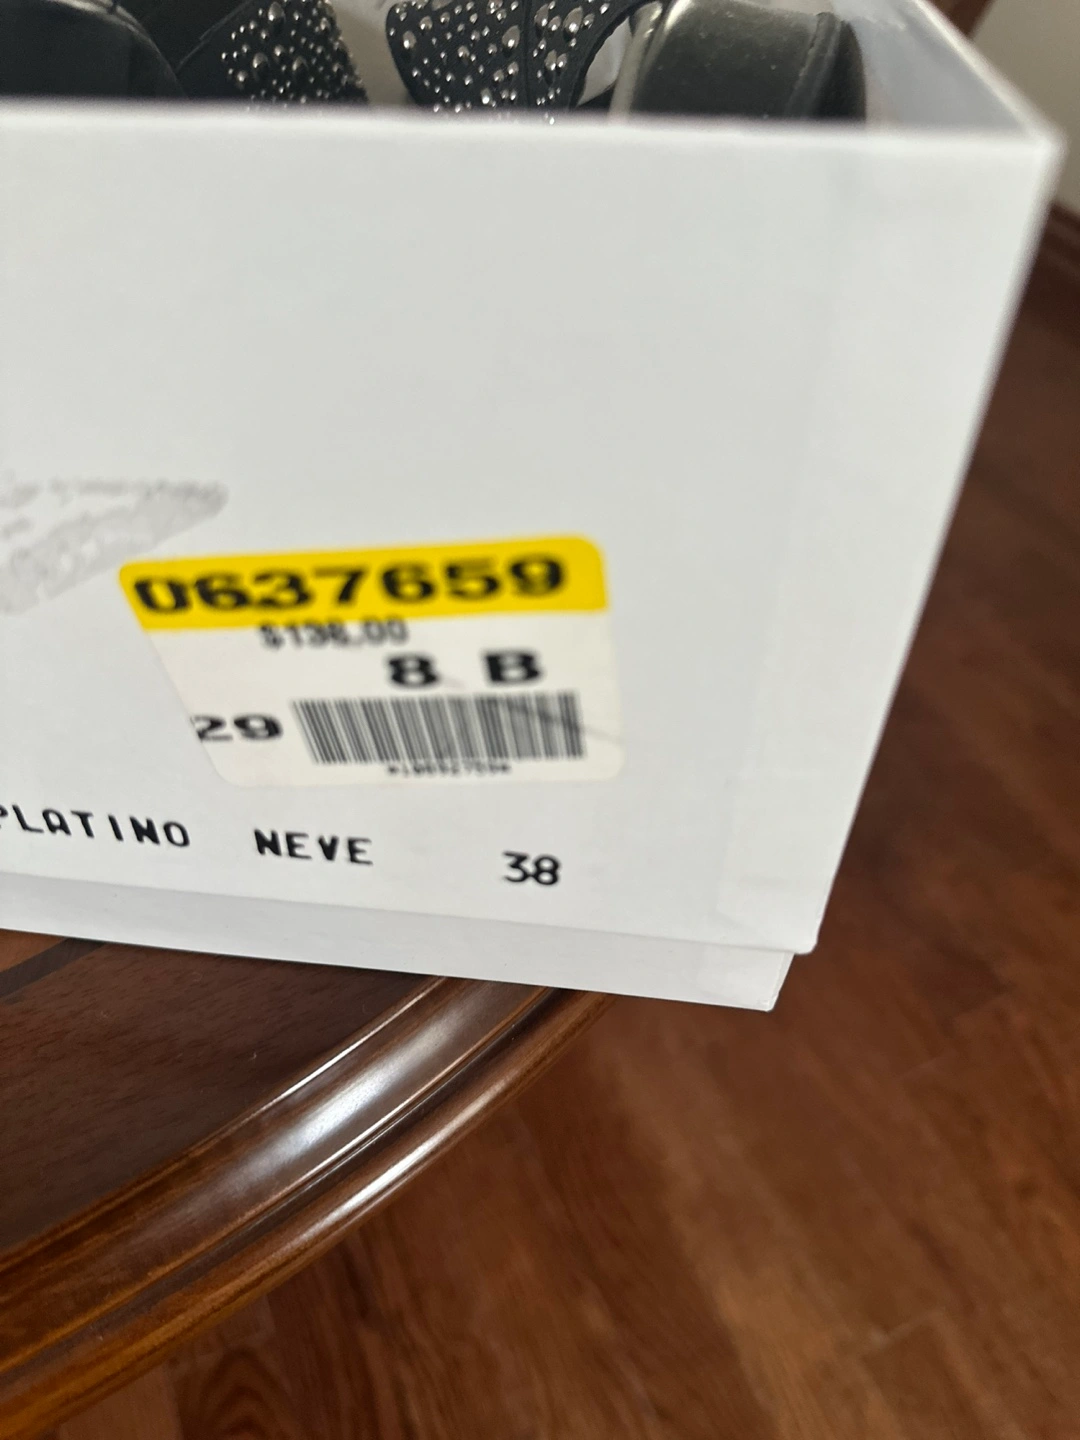 0637659
$136.00
8 B
29
PLATINO NEVE 38